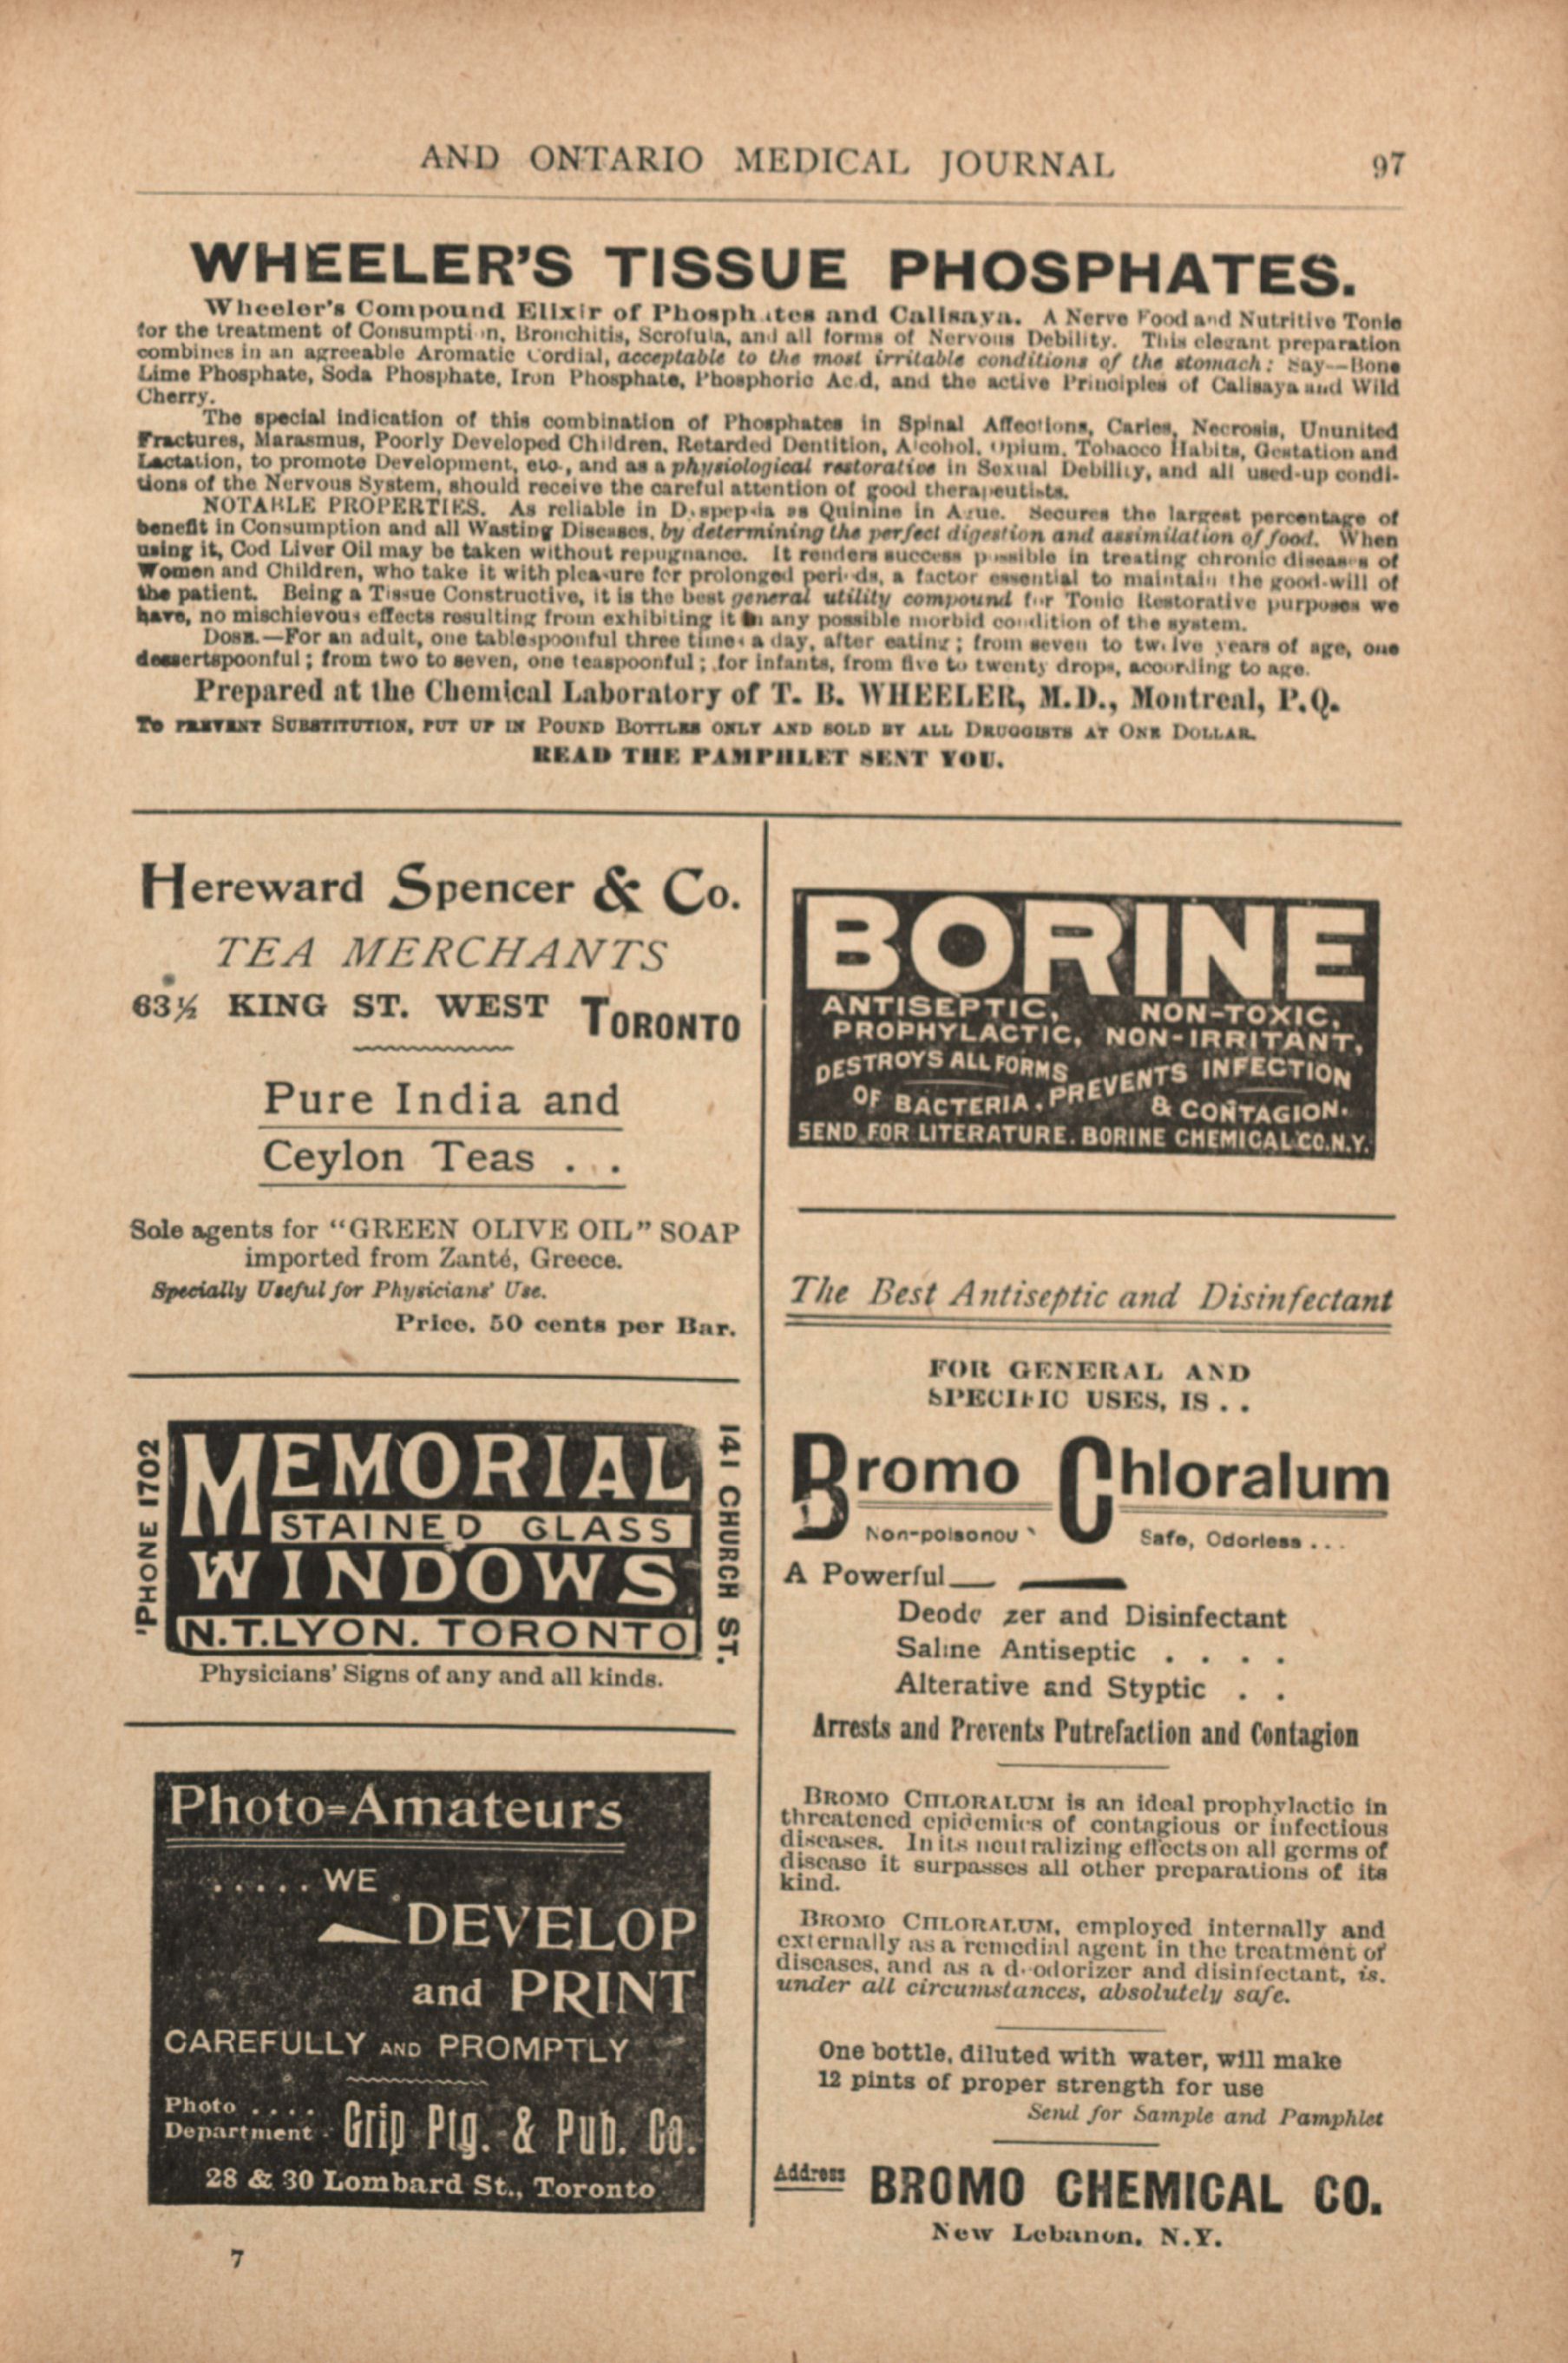 AND ONTARIO MEDICAL JOURNAL 97
WHEELER'S TISSUE PHOSPHATES.
Wheeler's Compound Elixir of Phosphates and Calisaya. A Nerve Food and Nutritive Tonic
for the treatment of Consumption, Bronchitis, Scrofula, and all forms of Nervous Debility. This elegant preparation
combines in an agreeable Aromatic Cordial, acceptable to the most irritable conditions of the stomach: Say—Bone
Lime Phosphate, Soda Phosphate, Iron Phosphate, Phosphoric Acid, and the active Principles of Calisaya and Wild
Cherry.
The special indication of this combination of Phosphates in Spinal Affections, Caries, Necrosis, Ununited
Fractures, Marasmus, Poorly Developed Children, Retarded Dentition, Alcohol, Opium, Tobacco Habits, Gestation and
Lactation, to promote Development, etc., and as a physiological restorative in Sexual Debility, and all used-up condi-
tions of the Nervous System, should receive the careful attention of good therapeutists.
NOTABLE PROPERTIES. As reliable in Dyspepsia as Quinine in Ague. Secures the largest percentage of
benefit in Consumption and all Wasting Diseases, by determining the perfect digestion and assimilation of food. When
using it, Cod Liver Oil may be taken without repugnance. It renders success possible in treating chronic diseases of
Women and Children, who take it with pleasure for prolonged periods, a factor essential to maintain the good-will of
the patient. Being a Tissue Constructive, it is the best general utility compound for Tonic Restorative purposes we
have, no mischievous effects resulting from exhibiting it in any possible morbid condition of the system.
DOSE.—For an adult, one tablespoonful three times a day, after eating; from seven to twelve years of age, one
dessertspoonful; from two to seven, one teaspoonful; for infants, from five to twenty drops, according to age.
Prepared at the Chemical Laboratory of T. B. WHEELER, M.D., Montreal, P.Q.
TO PREVENT SUBSTITUTION, PUT UP IN POUND BOTTLES ONLY AND SOLD BY ALL DRUGGISTS AT ONE DOLLAR.
READ THE PAMPHLET SENT YOU.
Hereward Spencer & Co.
TEA MERCHANTS
63½ KING ST. WEST TORONTO
Pure India and
Ceylon Teas . . .
Sole agents for "GREEN OLIVE OIL" SOAP
imported from Zanté, Greece.
Specially Useful for Physicians' Use.
Price. 50 cents per Bar.
'PHONE 1702
MEMORIAL
STAINED GLASS
WINDOWS
N.T.LYON. TORONTO
141 CHURCH ST.
Physicians' Signs of any and all kinds.
Photo-Amateurs
. . . . . WE
DEVELOP
and PRINT
CAREFULLY AND PROMPTLY
Photo . . . .
Department
Grip Ptg. & Pub. Co.
28 & 30 Lombard St., Toronto
BORINE
ANTISEPTIC, NON-TOXIC,
PROPHYLACTIC, NON-IRRITANT,
DESTROYS ALL FORMS
OF BACTERIA. PREVENTS INFECTION
& CONTAGION.
SEND FOR LITERATURE. BORINE CHEMICAL CO. N.Y.
The Best Antiseptic and Disinfectant
FOR GENERAL AND
SPECIFIC USES, IS . .
Bromo Chloralum
Non-poisonou Safe, Odorless . . .
A Powerful
Deodo zer and Disinfectant
Saline Antiseptic . . . .
Alterative and Styptic . .
Arrests and Prevents Putrefaction and Contagion
BROMO CHLORALUM is an ideal prophylactic in
threatened epidemics of contagious or infectious
diseases. In its neutralizing effects on all germs of
disease it surpasses all other preparations of its
kind.
BROMO CHLORALUM, employed internally and
externally as a remedial agent in the treatment of
diseases, and as a deodorizer and disinfectant, is,
under all circumstances, absolutely safe.
One bottle, diluted with water, will make
12 pints of proper strength for use
Send for Sample and Pamphlet
Address BROMO CHEMICAL CO.
New Lebanon, N.Y.
7